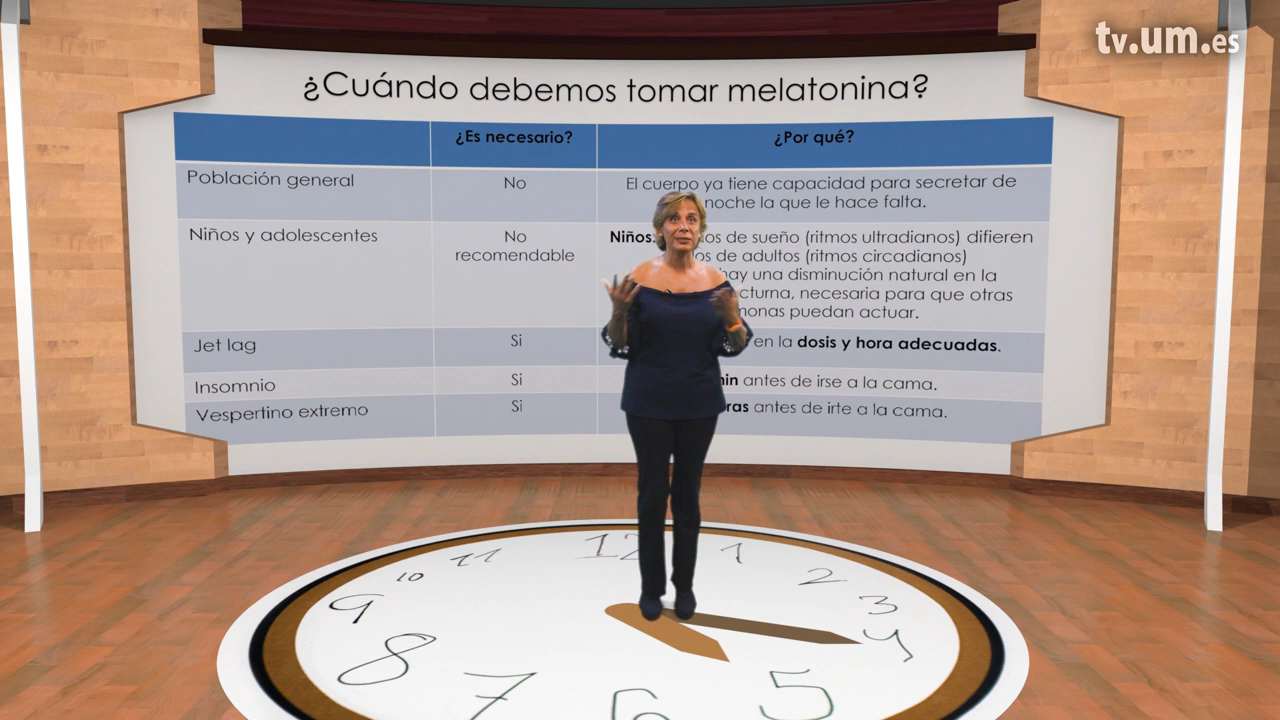 tv.um.es
¿Cuándo debemos tomar melatonina?
¿Es necesario? ¿Por qué?
Población general No El cuerpo ya tiene capacidad para secretar de
noche la que le hace falta.
Niños y adolescentes No
recomendable
Niños: de sueño (ritmos ultradianos) difieren
de adultos (ritmos circadianos)
hay una disminución natural en la
necesaria para que otras
puedan actuar.
Jet lag Si en la dosis y hora adecuadas.
Insomnio Si antes de irse a la cama.
Vespertino extremo Si antes de irte a la cama.
11 12 1
10 2
9 3
8 4
7 6 5